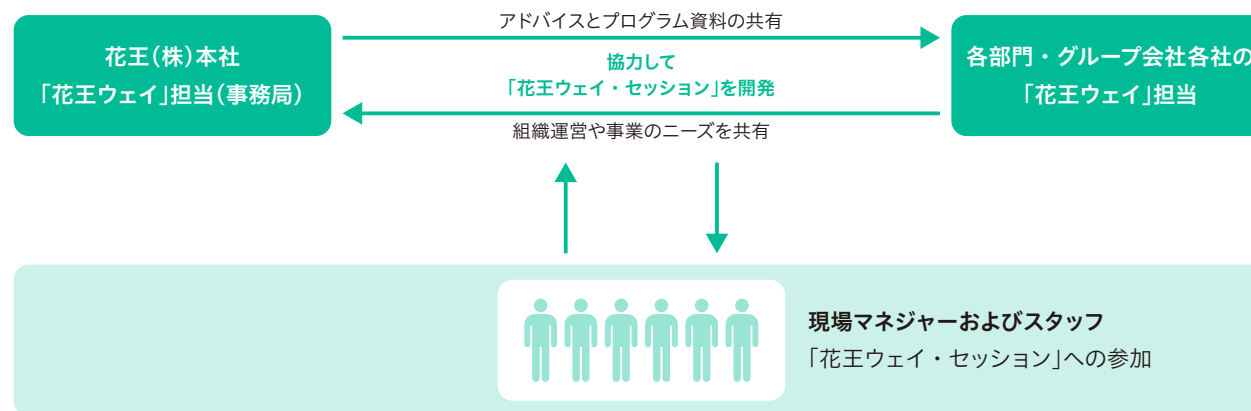 アドバイスとプログラム資料の共有
花王(株)本社
「花王ウェイ」担当(事務局)
協力して
「花王ウェイ・セッション」を開発
各部門・グループ会社各社の
「花王ウェイ」担当
組織運営や事業のニーズを共有
現場マネジャーおよびスタッフ
「花王ウェイ・セッション」への参加